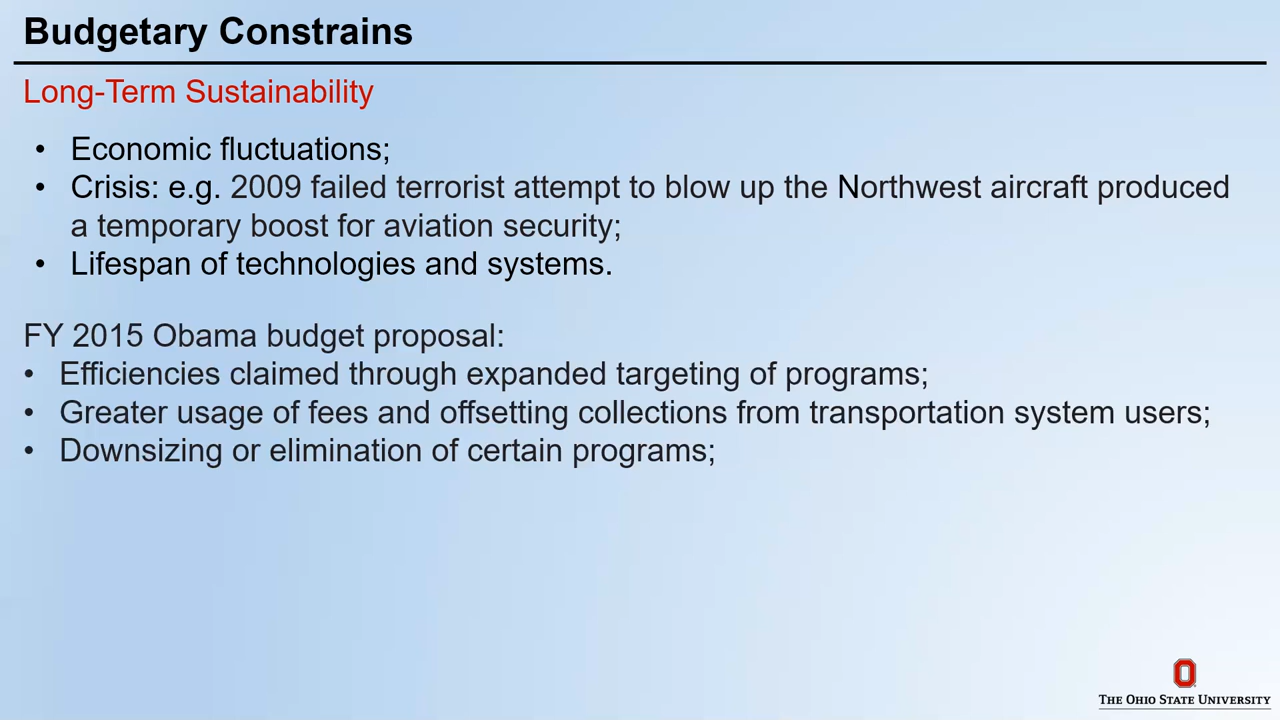 Budgetary Constrains
Long-Term Sustainability
• Economic fluctuations;
• Crisis: e.g. 2009 failed terrorist attempt to blow up the Northwest aircraft produced
a temporary boost for aviation security;
• Lifespan of technologies and systems.
FY 2015 Obama budget proposal:
• Efficiencies claimed through expanded targeting of programs;
• Greater usage of fees and offsetting collections from transportation system users;
• Downsizing or elimination of certain programs;
O
THE OHIO STATE UNIVERSITY